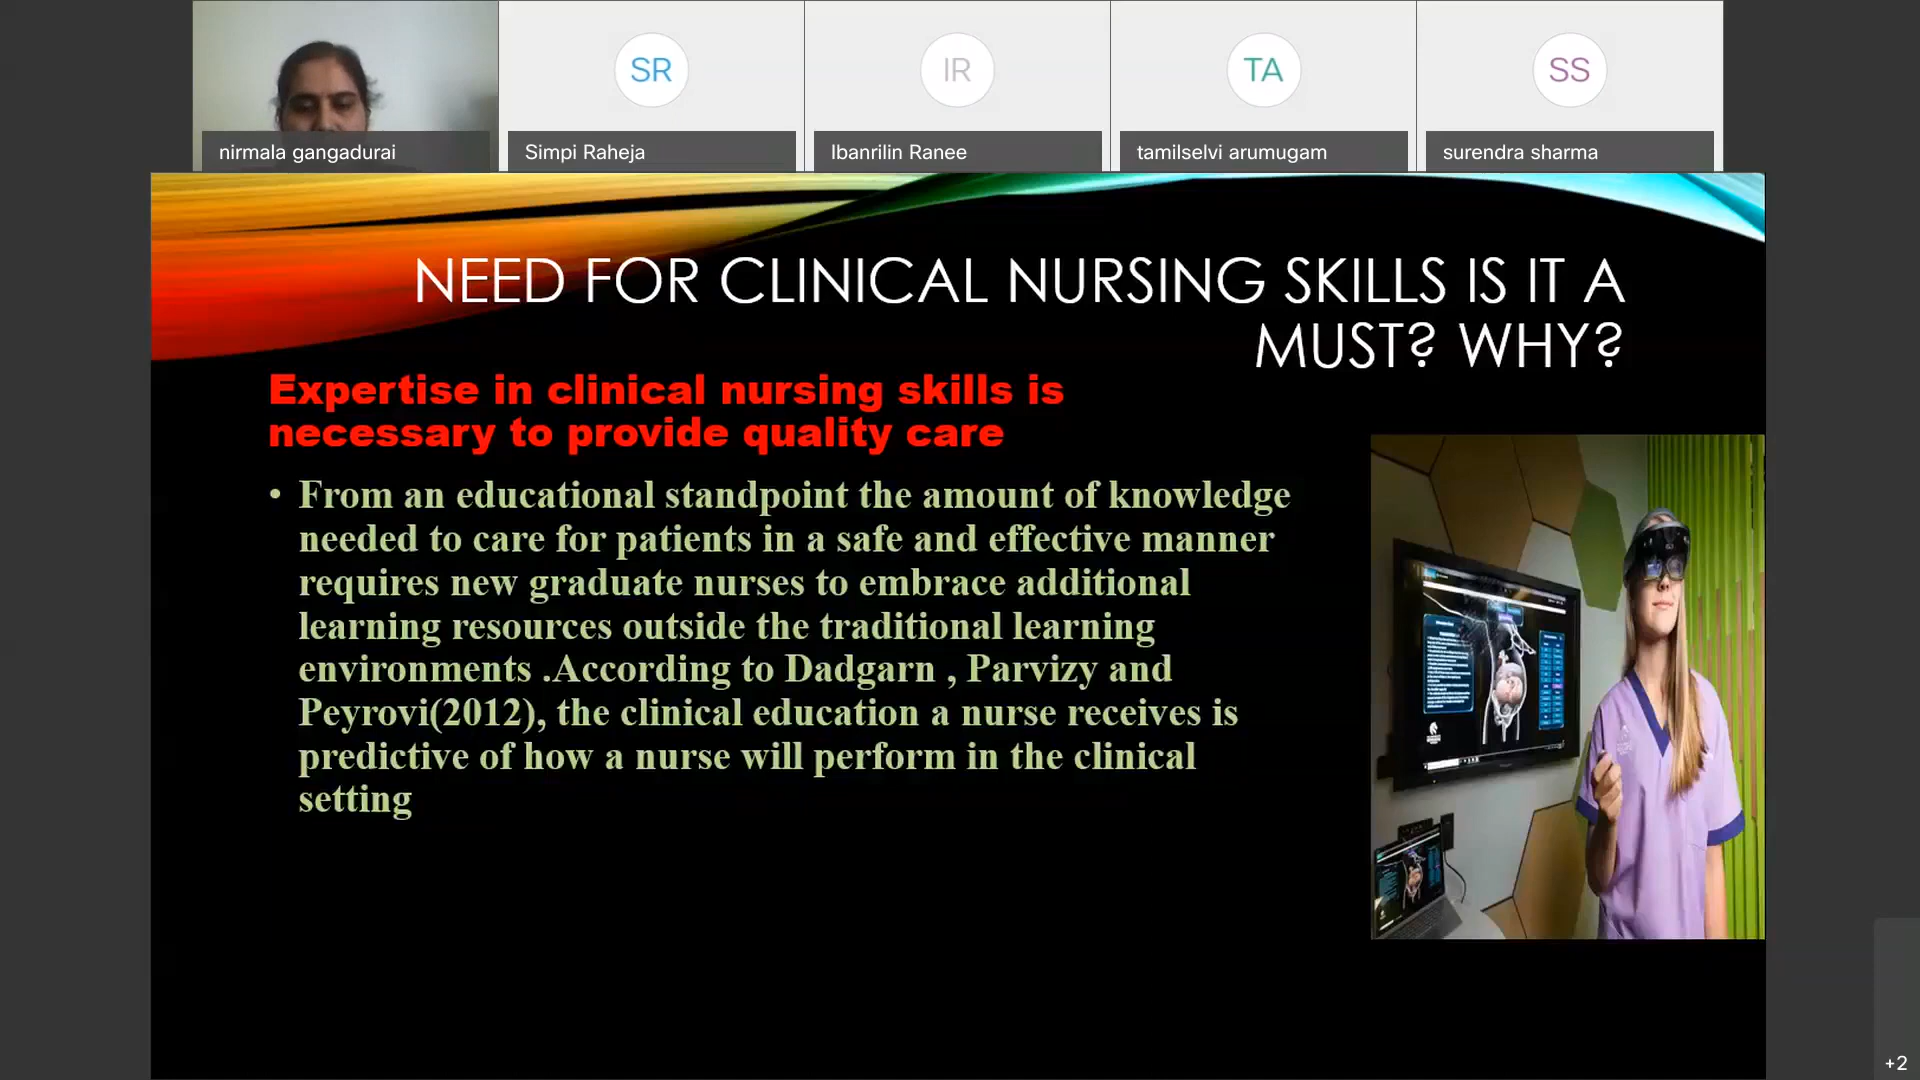 SR
IR
TA
SS
nirmala gangadurai
Simpi Raheja
Ibanrilin Ranee
tamilselvi arumugam
surendra sharma
NEED FOR CLINICAL NURSING SKILLS IS IT A
MUST? WHY?
Expertise in clinical nursing skills is
necessary to provide quality care
• From an educational standpoint the amount of knowledge
needed to care for patients in a safe and effective manner
requires new graduate nurses to embrace additional
learning resources outside the traditional learning
environments .According to Dadgarn , Parvizy and
Peyrovi(2012), the clinical education a nurse receives is
predictive of how a nurse will perform in the clinical
setting
+2